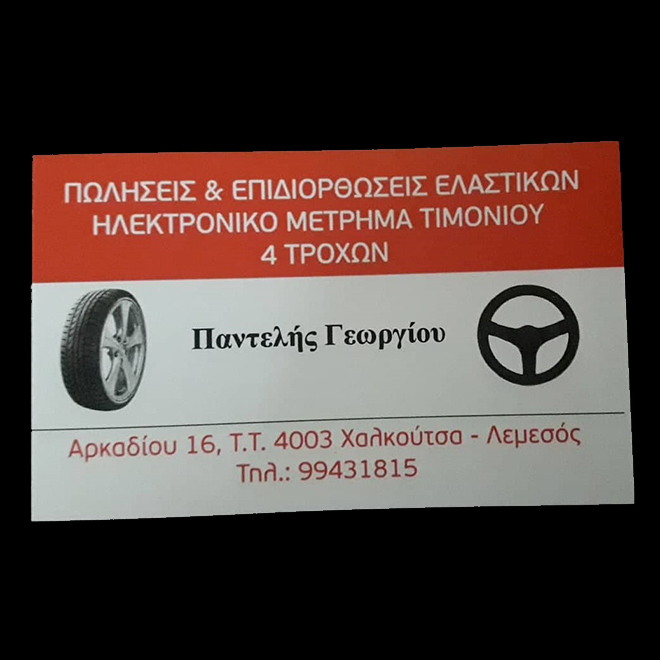 ΠΩΛΗΣΕΙΣ & ΕΠΙΔΙΟΡΘΩΣΕΙΣ ΕΛΑΣΤΙΚΩΝ
ΗΛΕΚΤΡΟΝΙΚΟ ΜΕΤΡΗΜΑ ΤΙΜΟΝΙΟΥ
4 ΤΡΟΧΩΝ
Παντελής Γεωργίου
Αρκαδίου 16, Τ.Τ. 4003 Χαλκούτσα - Λεμεσός
Τηλ.: 99431815